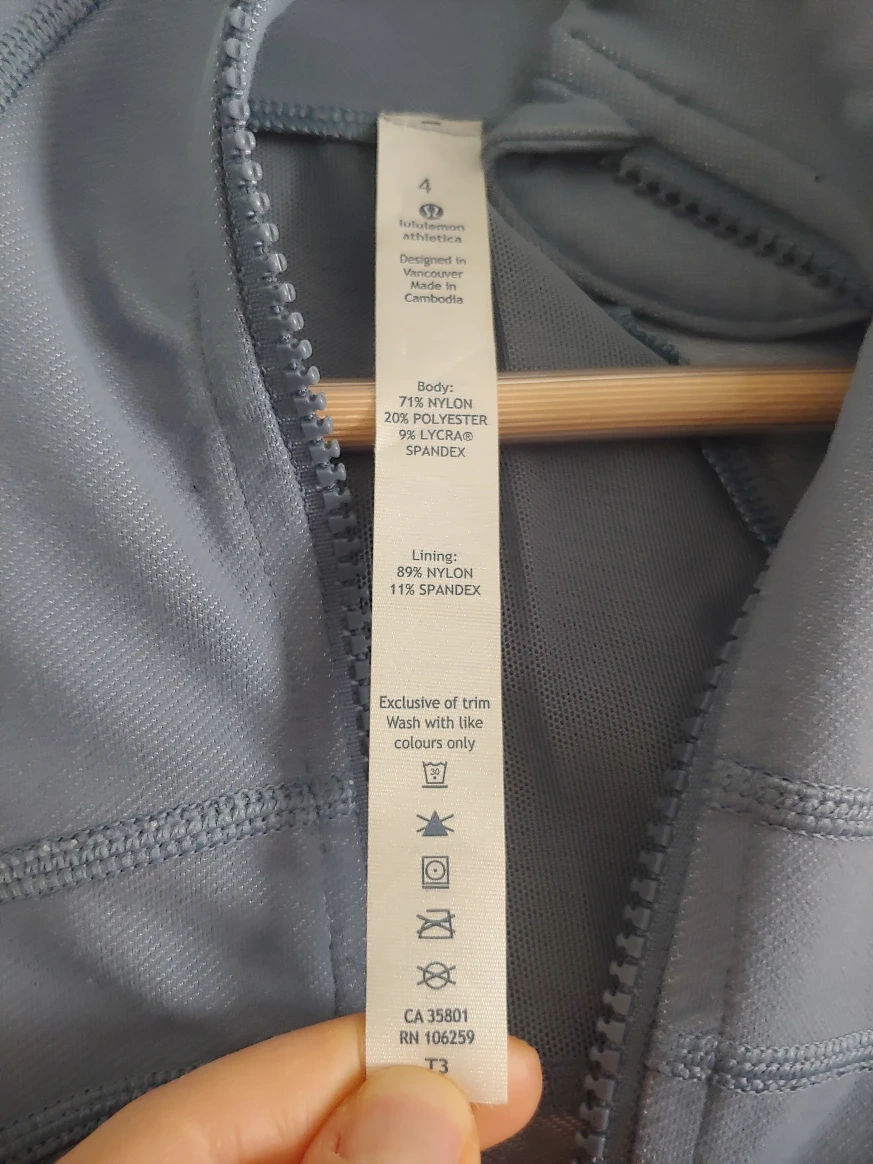 4
lululemon
athletica
Designed in
Vancouver
Made in
Cambodia
Body:
71% NYLON
20% POLYESTER
9% LYCRA®
SPANDEX
Lining:
89% NYLON
11% SPANDEX
Exclusive of trim
Wash with like
colours only
30
CA 35801
RN 106259
T3